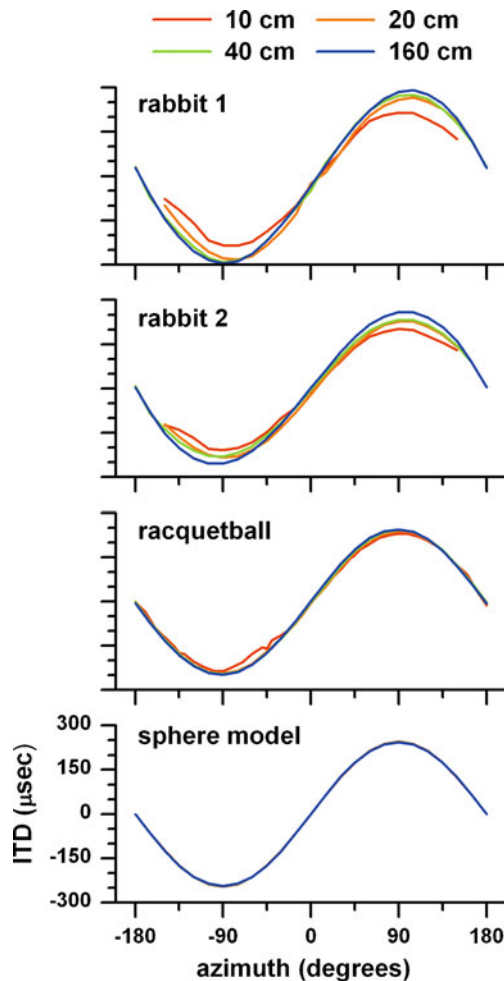 10 cm 20 cm
40 cm 160 cm
rabbit 1
rabbit 2
racquetball
sphere model
300
150
0
-150
-300
ITD (μsec)
-180 -90 0 90 180
azimuth (degrees)